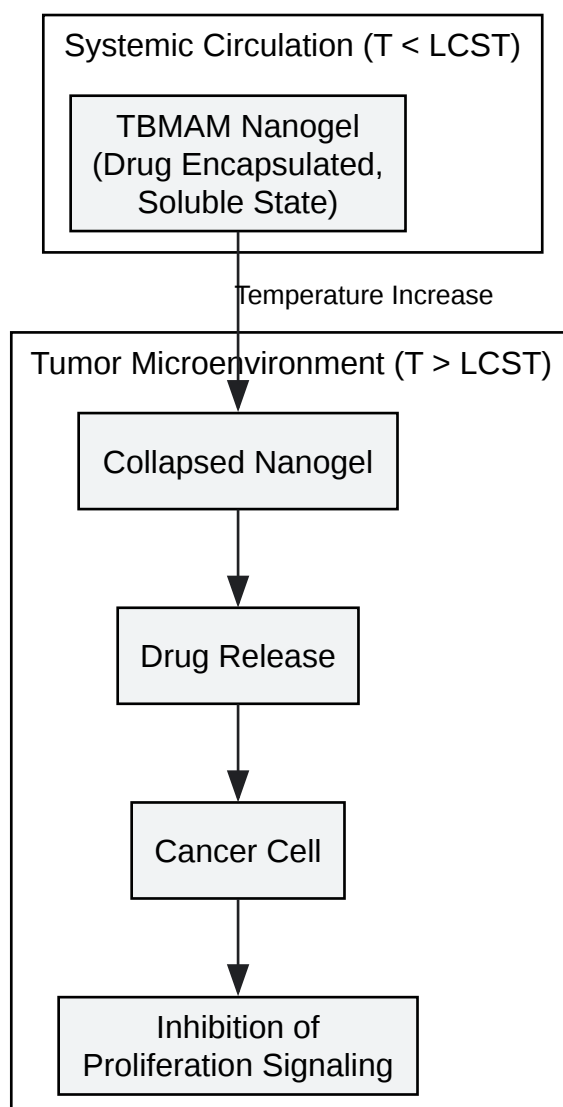 Systemic Circulation (T < LCST)
TBMAM Nanogel
(Drug Encapsulated,
Soluble State)
Temperature Increase
Tumor Microenvironment (T > LCST)
Collapsed Nanogel
Drug Release
Cancer Cell
Inhibition of
Proliferation Signaling